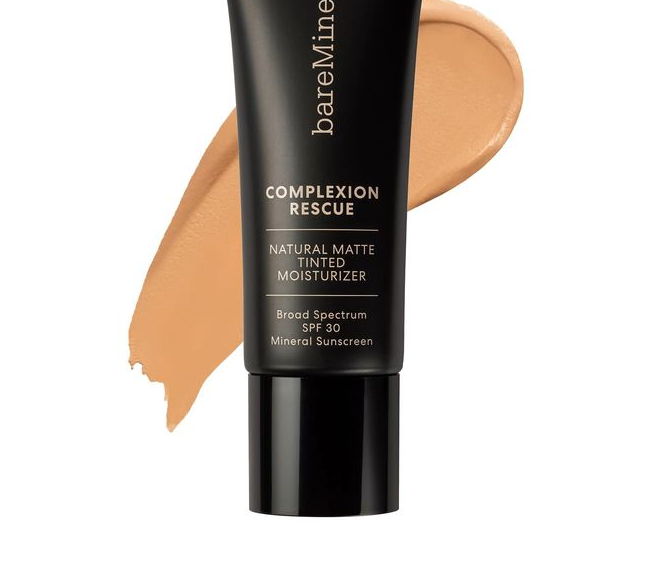 bareMine
COMPLEXION
RESCUE
NATURAL MATTE
TINTED
MOISTURIZER
Broad Spectrum
SPF 30
Mineral Sunscreen